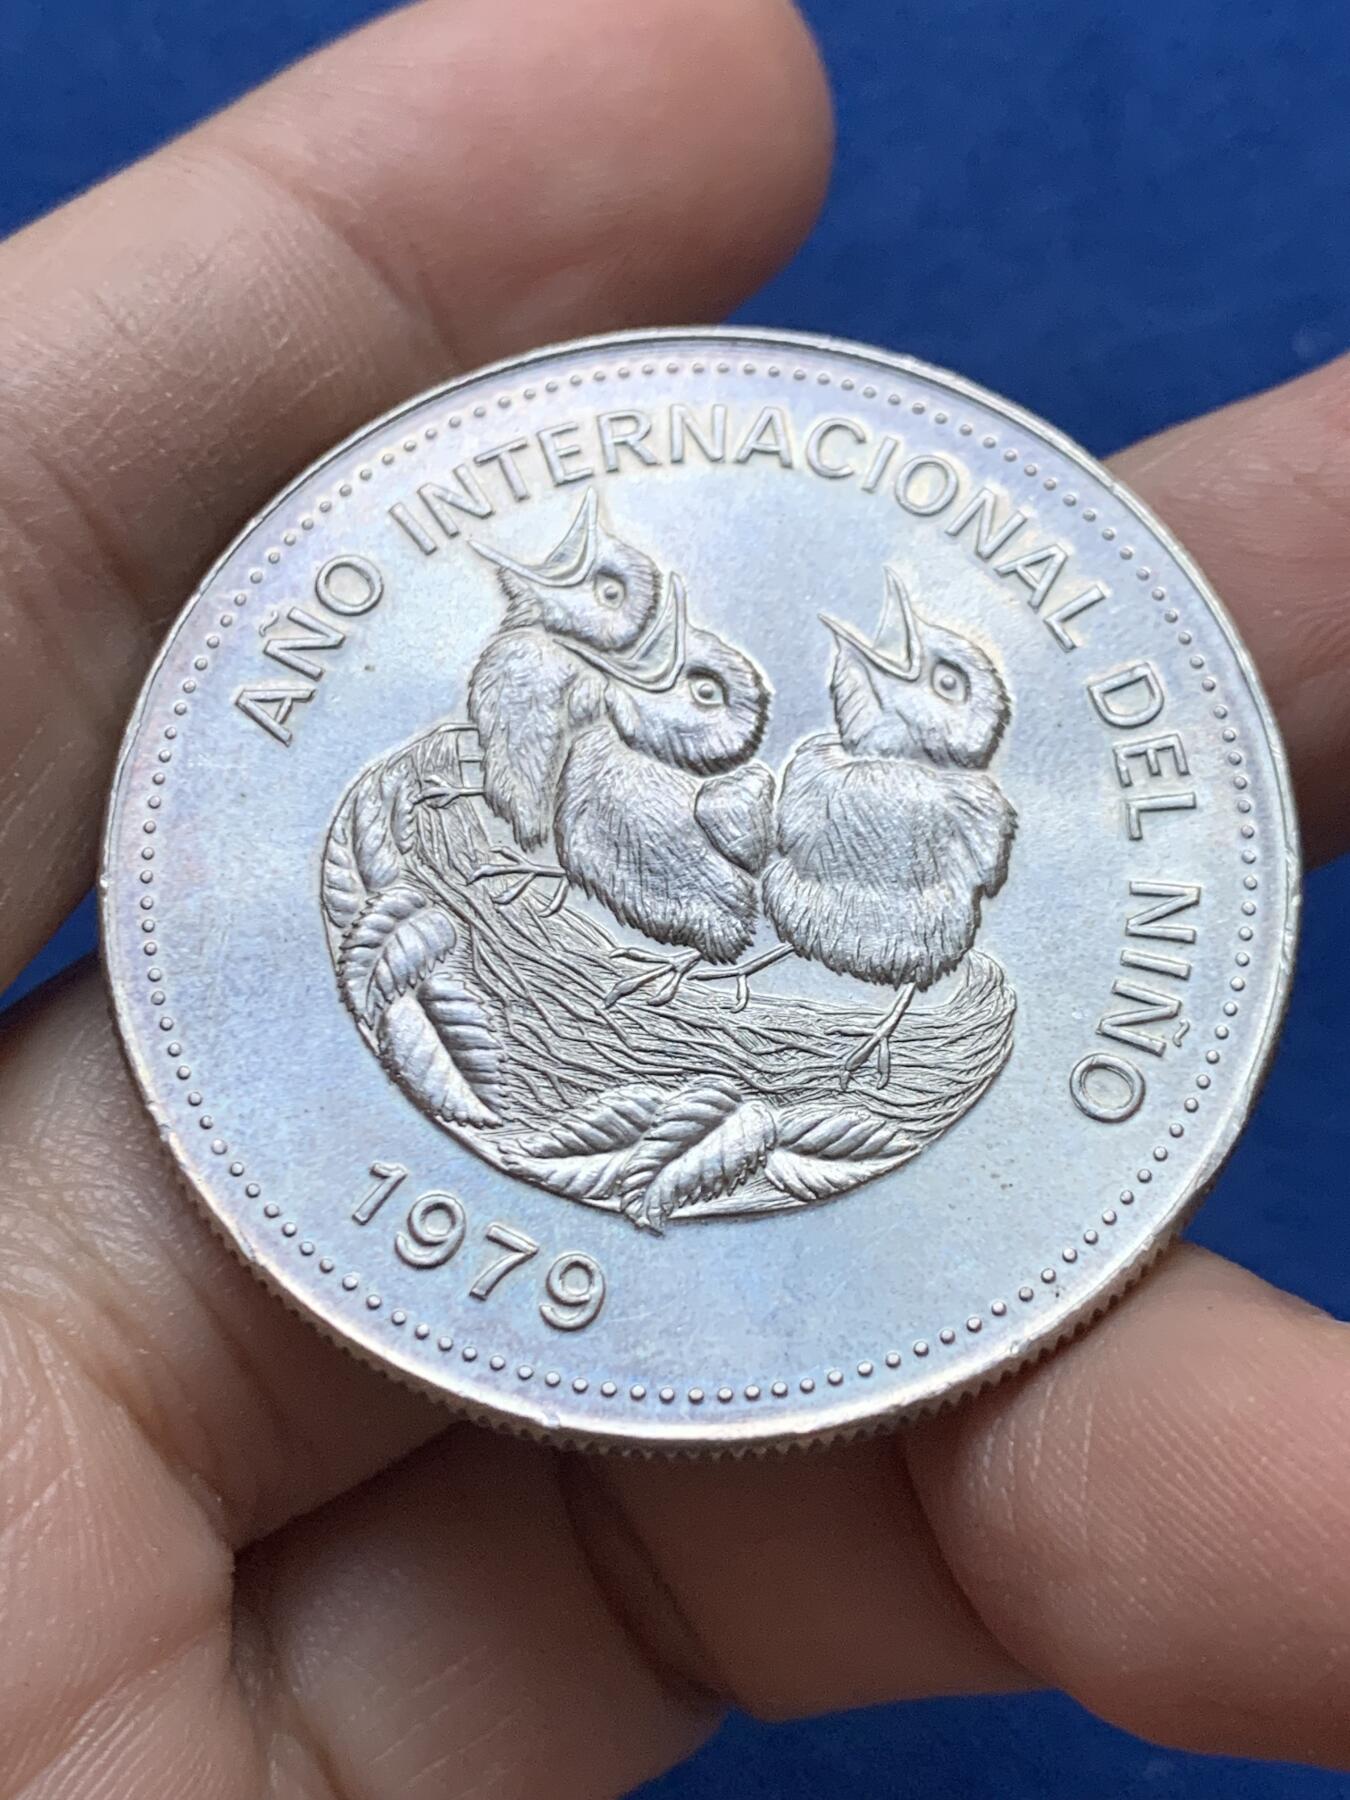 AÑO INTERNACIONAL DEL NIÑO
1979